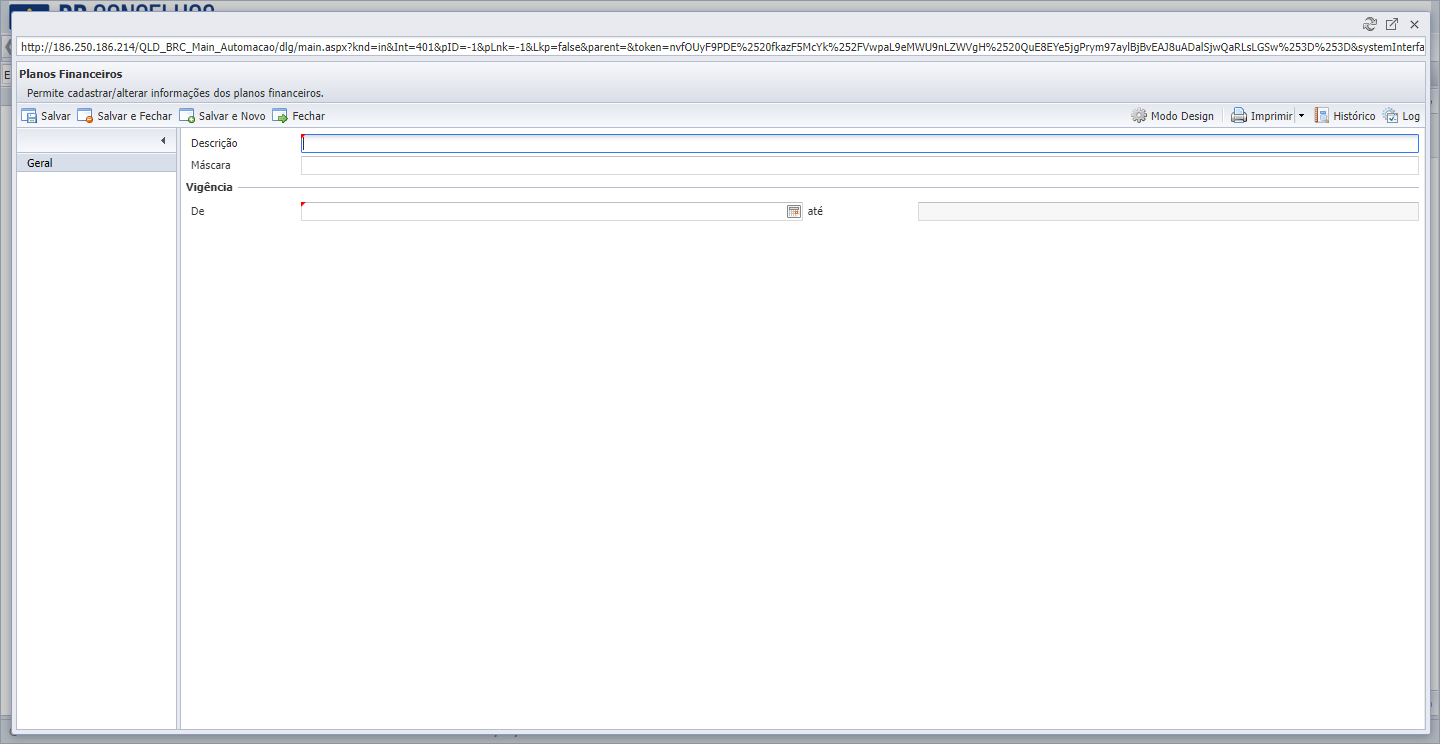 http://186.250.186.214/QLD_BRC_Main_Automacao/dlg/main.aspx?knd=in&Int=401&pID=-1&pLnk=-1&Lkp=false&parent=&token=nvfOUyF9PDE%2520fkazF5McYk%252FVwpaL9eMWU9nLZWVgH%2520QuE8EYe5jgPrym97aylBjBvEAJ8uADalSjwQaRLsLGSw%253D%253D&systemInterfa
Planos Financeiros
Permite cadastrar/alterar informações dos planos financeiros.
Salvar Salvar e Fechar Salvar e Novo Fechar Modo Design Imprimir Histórico Log
Geral
Descrição
Máscara
Vigência
De até